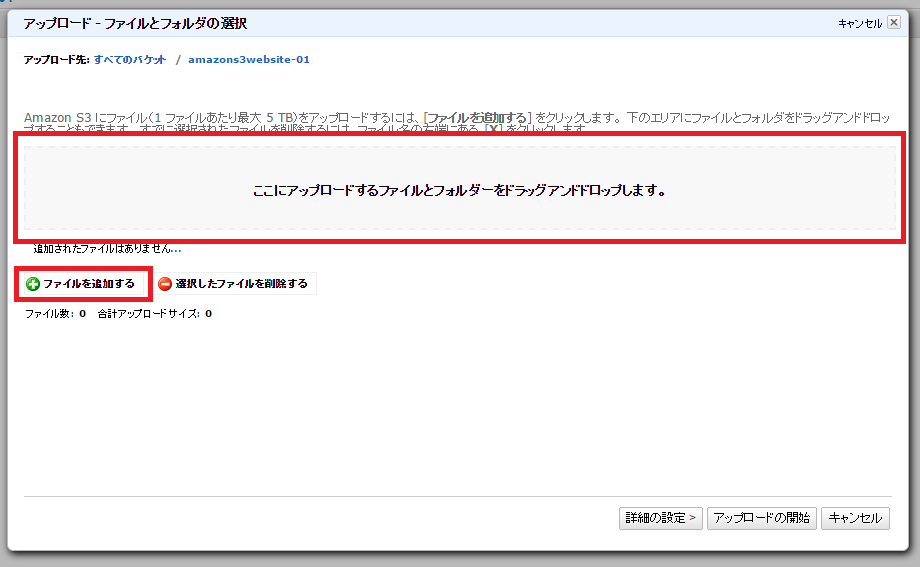 アップロード - ファイルとフォルダの選択
キャンセル
アップロード先: すべてのバケット / amazons3website-01
Amazon S3 にファイル(1 ファイルあたり最大 5 TB)をアップロードするには、[ファイルを追加する] をクリックします。下のエリアにファイルとフォルダをドラッグアンドドロッ
プすることもできます。すでに選択されたファイルを削除するには、ファイル名の右端にある [X] をクリックします。
ここにアップロードするファイルとフォルダーをドラッグアンドドロップします。
追加されたファイルはありません...
ファイルを追加する 選択したファイルを削除する
ファイル数: 0 合計アップロードサイズ: 0
詳細の設定 > アップロードの開始 キャンセル